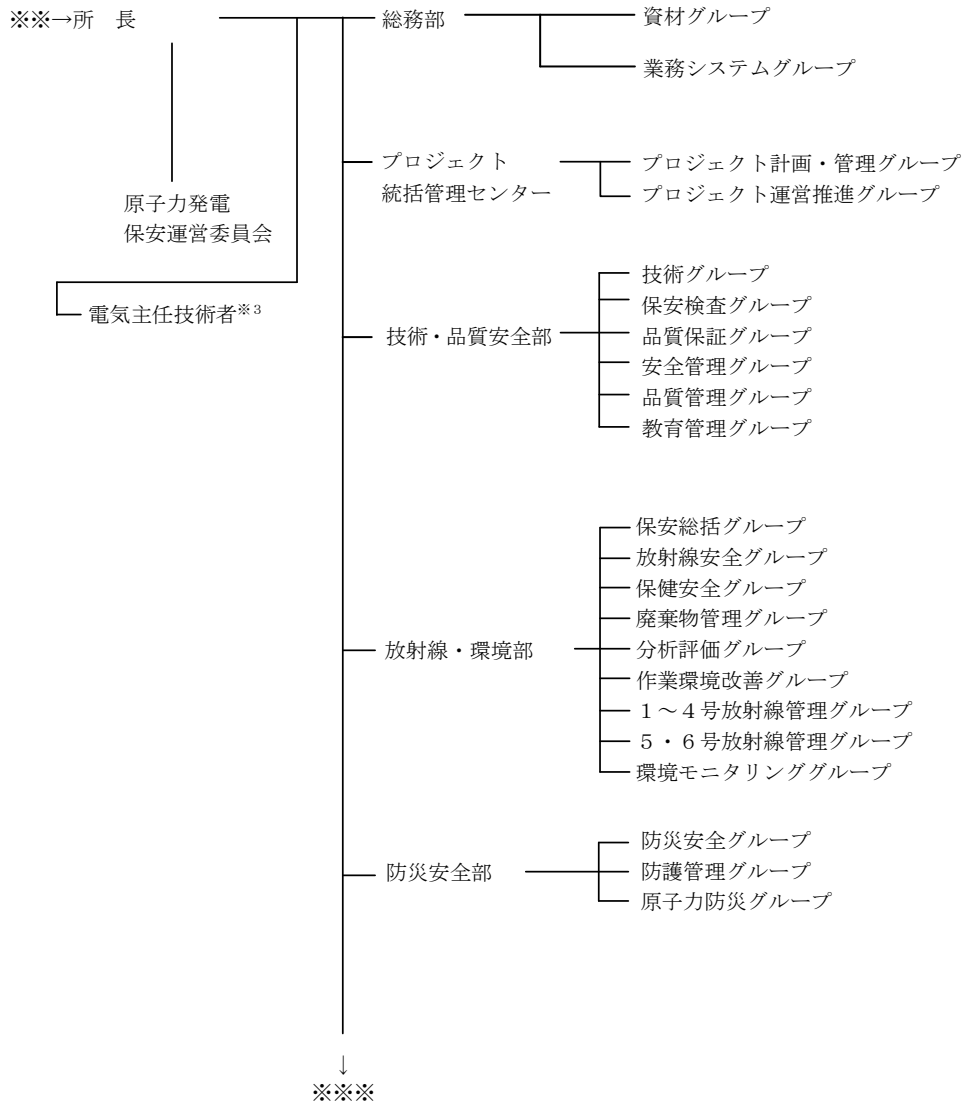 ※※→所　長
総務部
資材グループ
業務システムグループ
プロジェクト
統括管理センター
プロジェクト計画・管理グループ
プロジェクト運営推進グループ
原子力発電
保安運営委員会
電気主任技術者※3
技術・品質安全部
技術グループ
保安検査グループ
品質保証グループ
安全管理グループ
品質管理グループ
教育管理グループ
放射線・環境部
保安総括グループ
放射線安全グループ
保健安全グループ
廃棄物管理グループ
分析評価グループ
作業環境改善グループ
1～4号放射線管理グループ
5・6号放射線管理グループ
環境モニタリンググループ
防災安全部
防災安全グループ
防護管理グループ
原子力防災グループ
↓
※※※